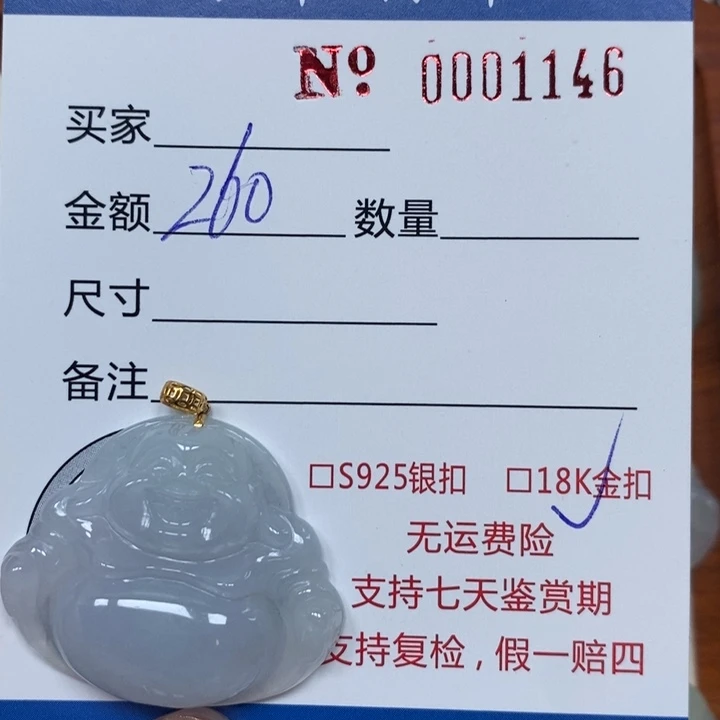 No 0001146
买家
金额 260 数量
尺寸
备注
□S925银扣 □18K金扣
无运费险
支持七天鉴赏期
支持复检,假一赔四